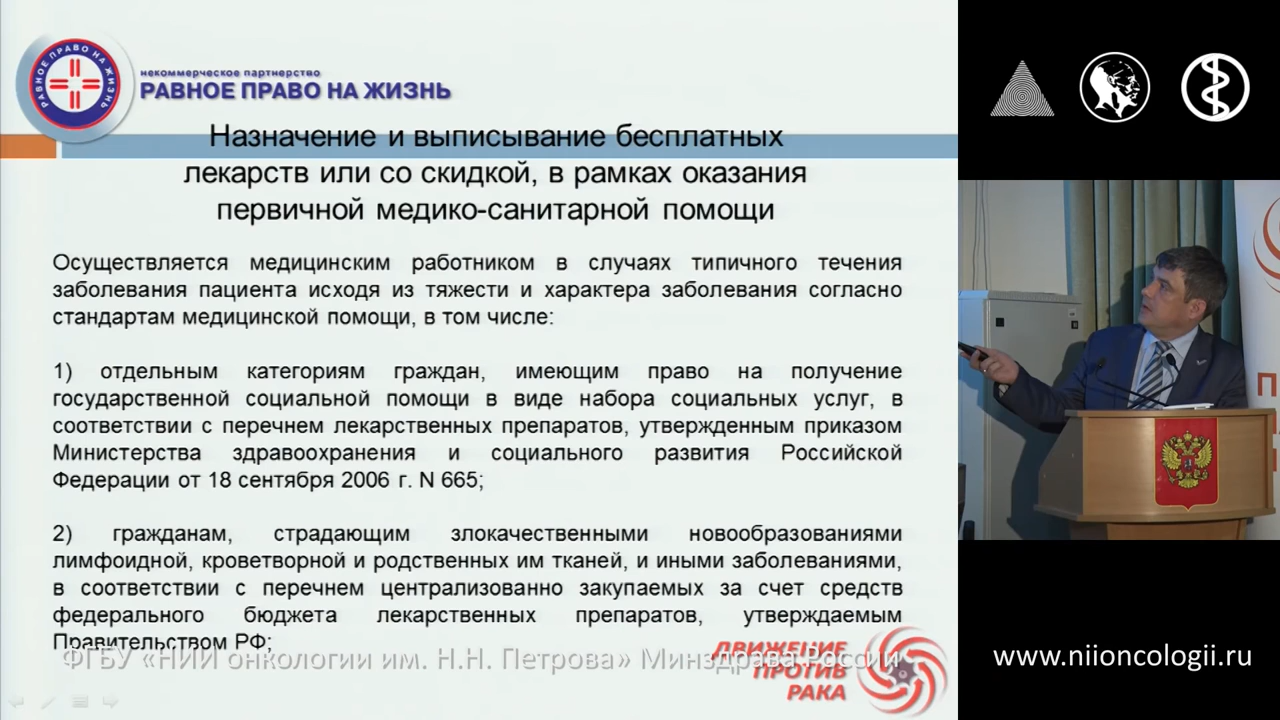 РАВНОЕ ПРАВО НА ЖИЗНЬ
некоммерческое партнерство
РАВНОЕ ПРАВО НА ЖИЗНЬ
Назначение и выписывание бесплатных
лекарств или со скидкой, в рамках оказания
первичной медико-санитарной помощи
Осуществляется медицинским работником в случаях типичного течения
заболевания пациента исходя из тяжести и характера заболевания согласно
стандартам медицинской помощи, в том числе:
1) отдельным категориям граждан, имеющим право на получение
государственной социальной помощи в виде набора социальных услуг, в
соответствии с перечнем лекарственных препаратов, утвержденным приказом
Министерства здравоохранения и социального развития Российской
Федерации от 18 сентября 2006 г. N 665;
2) гражданам, страдающим злокачественными новообразованиями
лимфоидной, кроветворной и родственных им тканей, и иными заболеваниями,
в соответствии с перечнем централизованно закупаемых за счет средств
федерального бюджета лекарственных препаратов, утверждаемым
Правительством РФ;
ФГБУ «НИИ онкологии им. Н.Н. Петрова» Минздрава России
ДВИЖЕНИЕ
ПРОТИВ
РАКА
www.niioncologii.ru